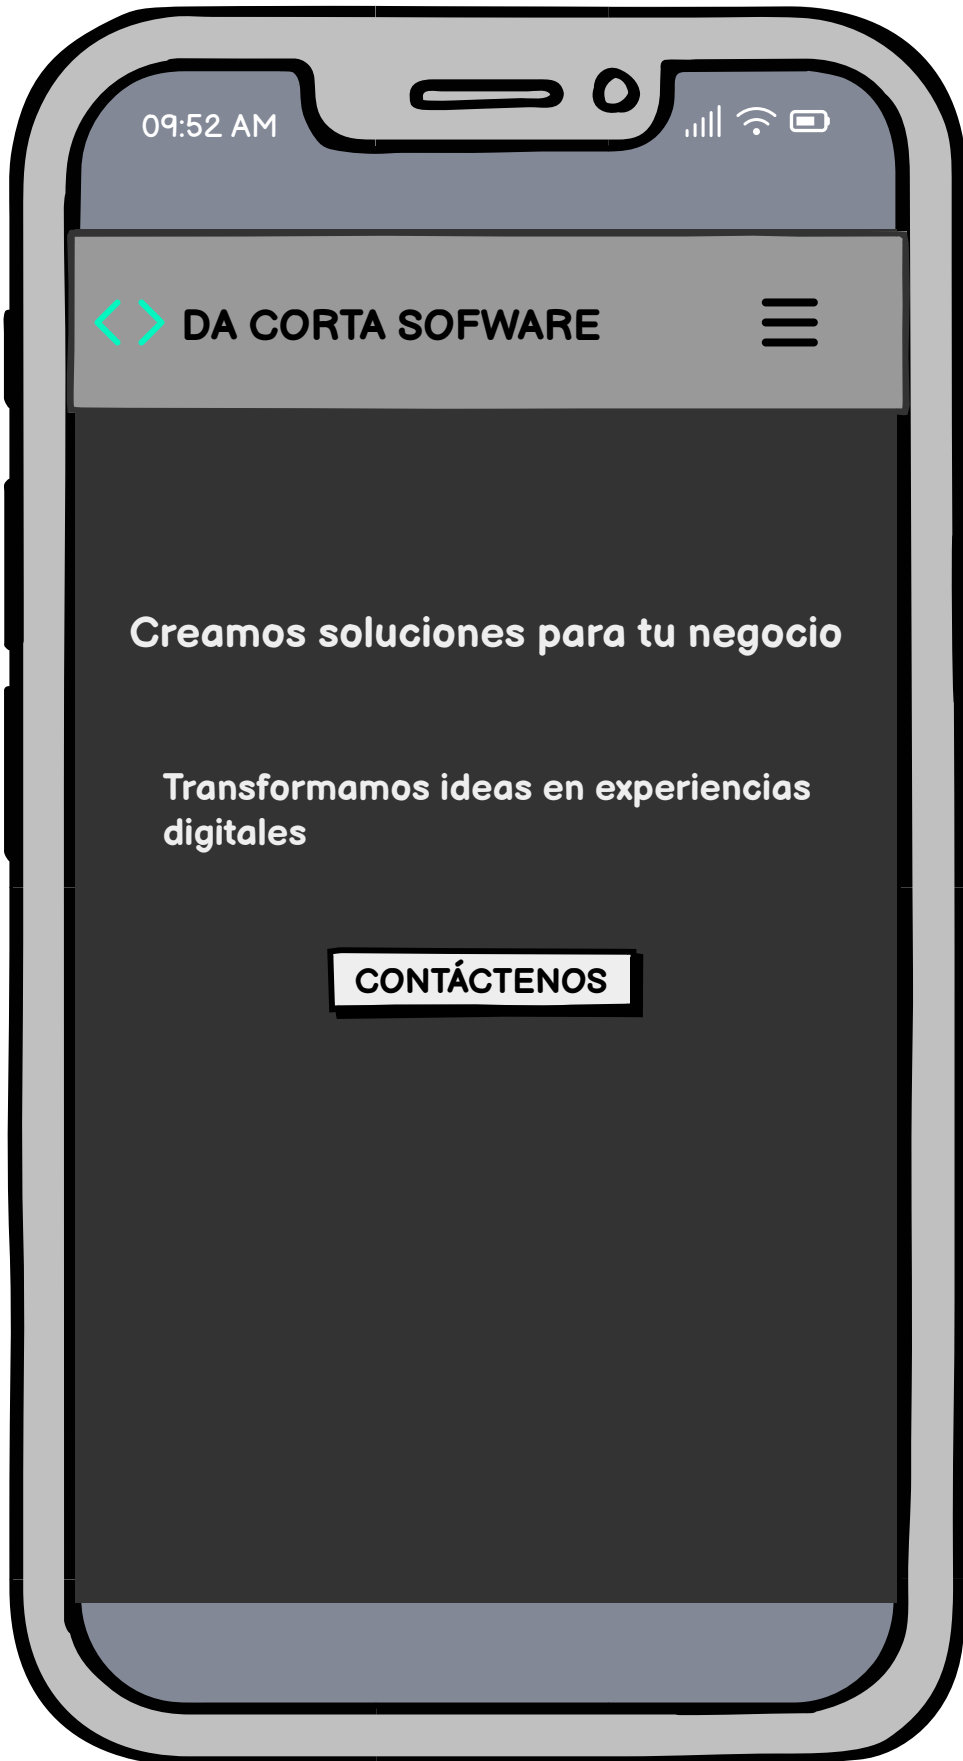 09:52 AM
DA CORTA SOFWARE
Creamos soluciones para tu negocio
Transformamos ideas en experiencias
digitales
CONTÁCTENOS